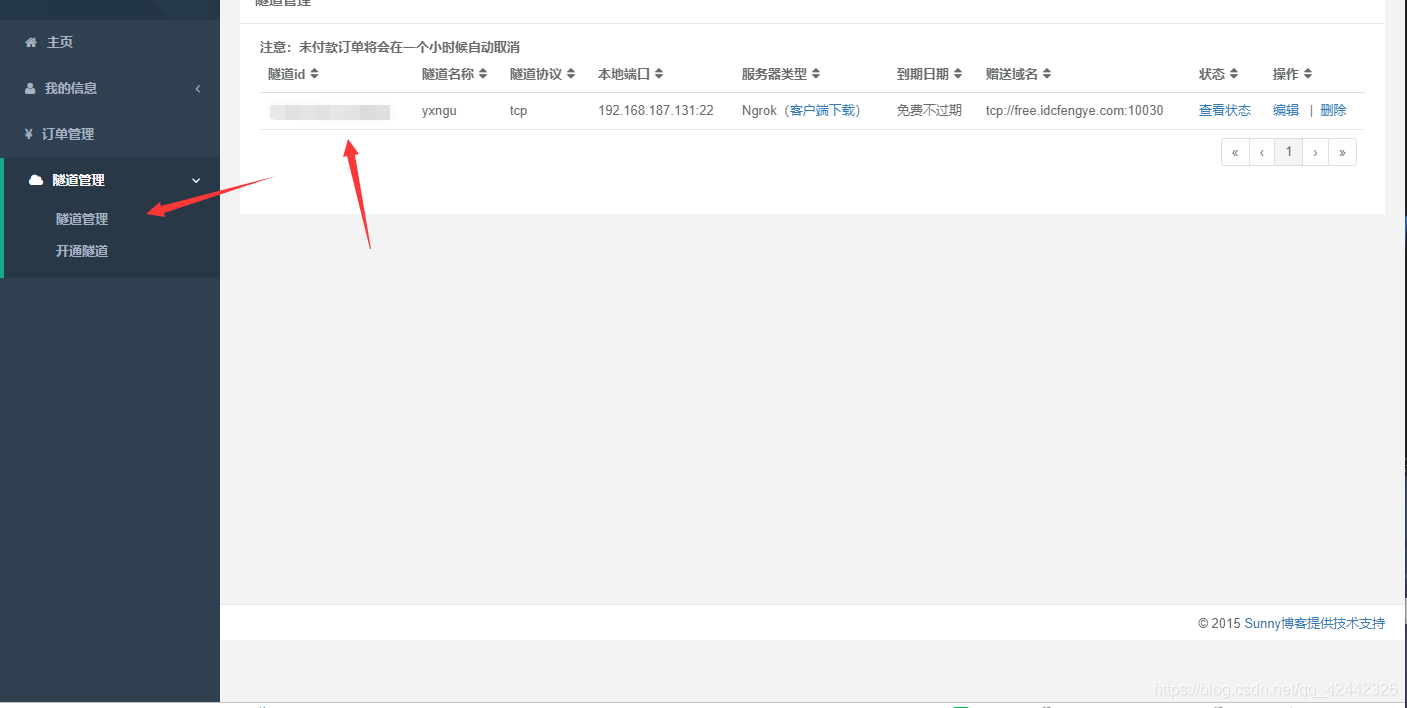 隧道管理
主页
我的信息
¥ 订单管理
隧道管理
隧道管理
开通隧道
注意：未付款订单将会在一个小时候自动取消
隧道id 隧道名称 隧道协议 本地端口 服务器类型 到期日期 赠送域名 状态 操作
yxngu tcp 192.168.187.131:22 Ngrok（客户端下载） 免费不过期 tcp://free.idcfengye.com:10030 查看状态 编辑 | 删除
« ‹ 1 › »
© 2015 Sunny博客提供技术支持
https://blog.csdn.net/qq_42442326